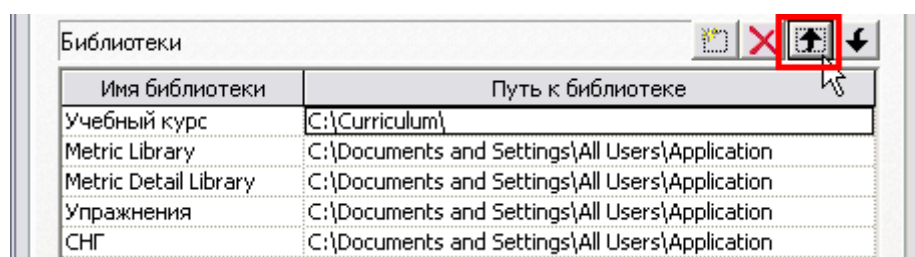 Библиотеки
Имя библиотеки Путь к библиотеке
Учебный курс C:\Curriculum\
Metric Library C:\Documents and Settings\All Users\Application
Metric Detail Library C:\Documents and Settings\All Users\Application
Упражнения C:\Documents and Settings\All Users\Application
СНГ C:\Documents and Settings\All Users\Application